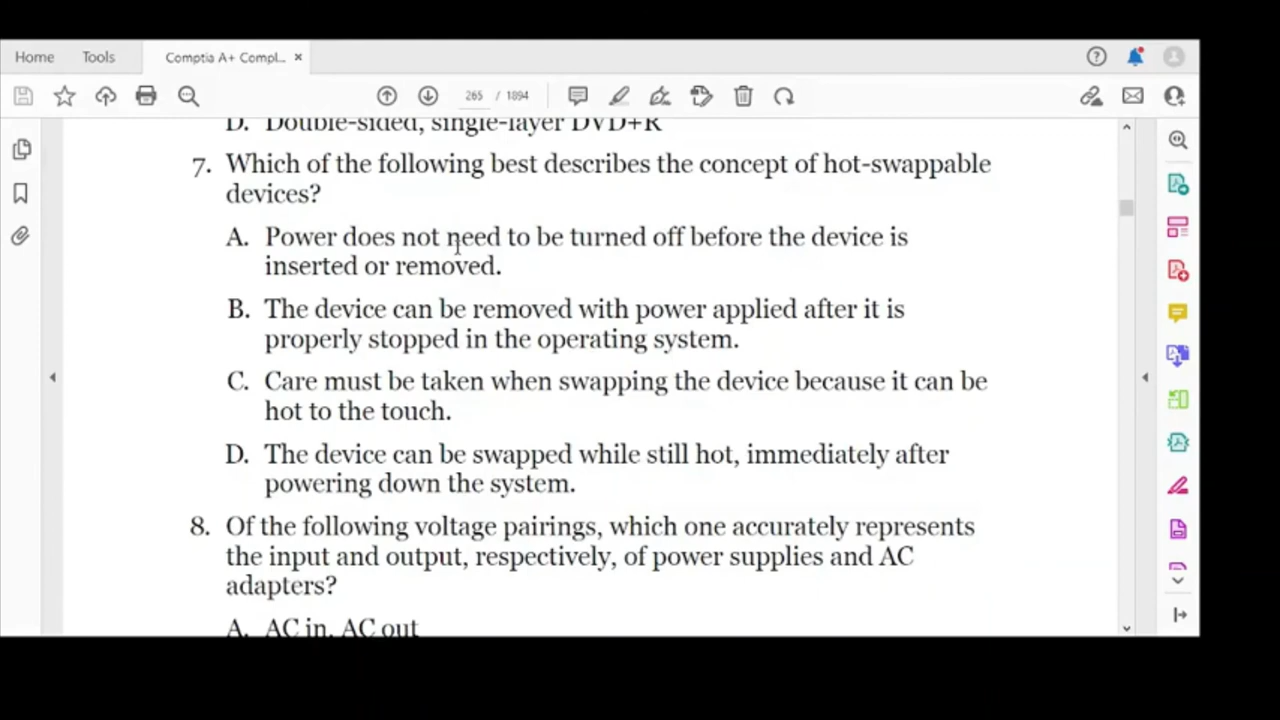 Home Tools Comptia A+ Compl... ×
265 / 1894
D. Double-sided, single-layer DVD+R
7. Which of the following best describes the concept of hot-swappable
devices?
A. Power does not need to be turned off before the device is
inserted or removed.
B. The device can be removed with power applied after it is
properly stopped in the operating system.
C. Care must be taken when swapping the device because it can be
hot to the touch.
D. The device can be swapped while still hot, immediately after
powering down the system.
8. Of the following voltage pairings, which one accurately represents
the input and output, respectively, of power supplies and AC
adapters?
A. AC in, AC out